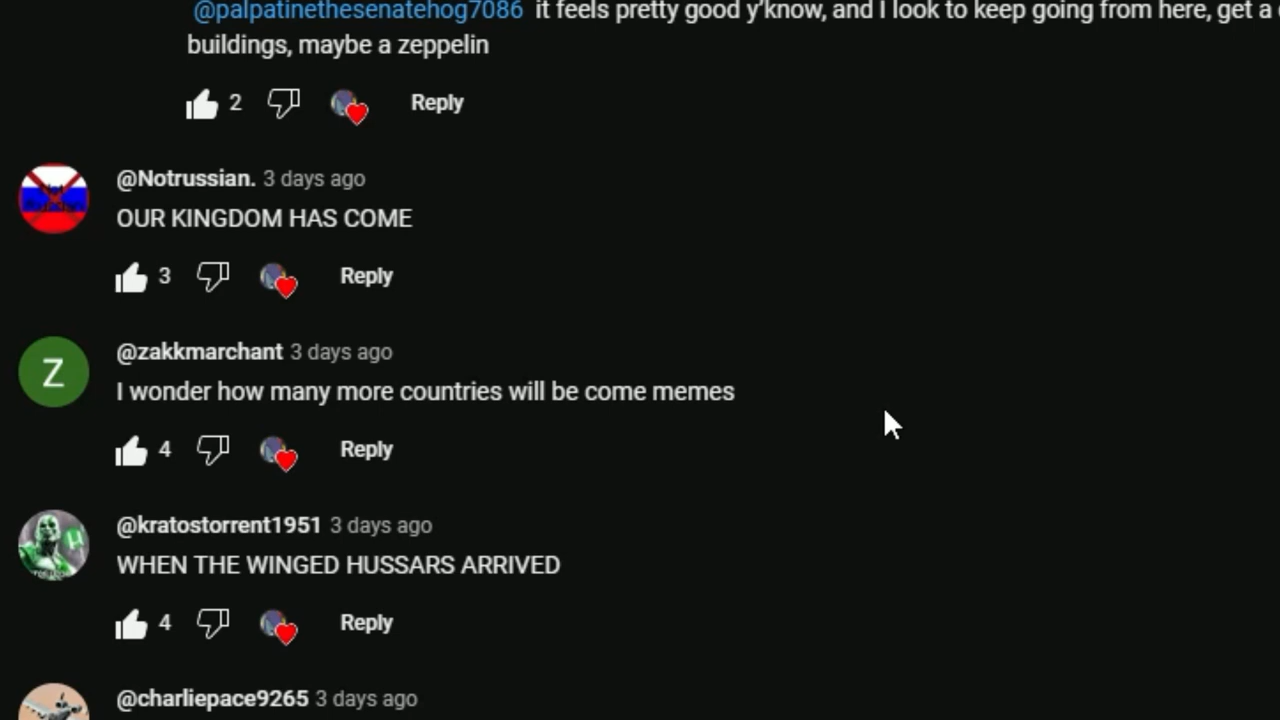 @palpatinethesenatehog7086 it feels pretty good y'know, and I look to keep going from here, get a
buildings, maybe a zeppelin
2 Reply
@Notrussian. 3 days ago
OUR KINGDOM HAS COME
3 Reply
Z
@zakkmarchant 3 days ago
I wonder how many more countries will be come memes
4 Reply
@kratostorrent1951 3 days ago
WHEN THE WINGED HUSSARS ARRIVED
4 Reply
@charliepace9265 3 days ago